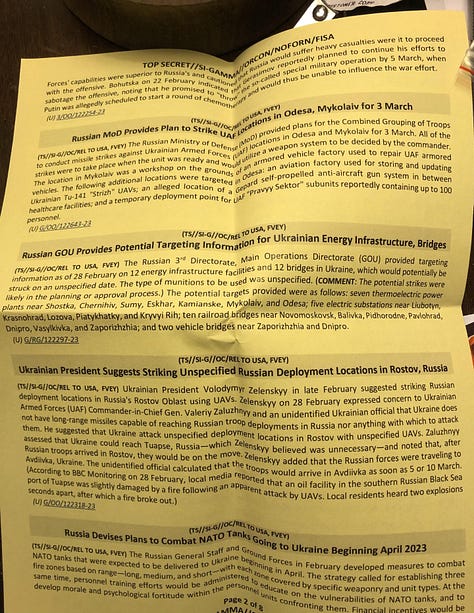 TOP SECRET//SI-GAMMA/ORCON/NOFORN/FISA
Forces' capabilities were superior to Russia's and cautioned that Russia would suffer heavy casualties were it to proceed
with the offensive. Bohutska on 22 February indicated that Gerasimov reportedly planned to continue his efforts to
sabotage the offensive, noting that he promised to "throw" the so-called special military operation by 5 March, when
Putin was allegedly scheduled to start a round of chemotherapy and would thus be unable to influence the war effort.
(U) G/OO/122254-23
(TS//SI-G//OC/REL TO USA, FVEY)
Russian MoD Provides Plan to Strike UAF Locations in Odesa, Mykolaiv for 3 March
(TS//SI-G//OC/REL TO USA, FVEY) The Russian Ministry of Defense (MoD) provided plans for the Combined Grouping of Troops
to conduct missile strikes against Ukrainian Armed Forces (UAF) locations in Odesa and Mykolaiv for 3 March. All of the
strikes were to take place when the unit was ready and would utilize a weapon system to be decided by the commander.
The location in Mykolaiv was a workshop on the grounds of an armored vehicle factory used to repair UAF armored
vehicles. The following additional locations were targeted in Odesa: an aviation factory used for storing and updating
Ukrainian Tu-141 "Strizh" UAVs; an alleged location of a Gepard self-propelled anti-aircraft gun system in between
healthcare facilities; and a temporary deployment point for UAF "Pravyy Sektor" subunits reportedly containing up to 100
personnel.
(U) G/OO/122643-23
(TS//SI-G//OC/REL TO USA, FVEY)
Russian GOU Provides Potential Targeting Information for Ukrainian Energy Infrastructure, Bridges
(TS//SI-G//OC/REL TO USA, FVEY) The Russian 3rd Directorate, Main Operations Directorate (GOU) provided targeting
information as of 28 February on 12 energy infrastructure facilities and 12 bridges in Ukraine, which would potentially be
struck on an unspecified date. The type of munitions to be used was unspecified. (COMMENT: The potential strikes were
likely in the planning or approval process.) The potential targets provided were as follows: seven thermoelectric power
plants near Shostka, Chernihiv, Sumy, Eskhar, Kamianske, Mykolaiv, and Odesa; five electric substations near Liubotyn,
Krasnohrad, Lozova, Piatykhatky, and Kryvyi Rih; ten railroad bridges near Novomoskovsk, Balivka, Pidhorodne, Pavlohrad,
Dnipro, Vasylkivka, and Zaporizhzhia; and two vehicle bridges near Zaporizhzhia and Dnipro.
(U) G/RG/122297-23
(TS//SI-G//OC/REL TO USA, FVEY)
Ukrainian President Suggests Striking Unspecified Russian Deployment Locations in Rostov, Russia
(TS//SI-G//OC/REL TO USA, FVEY) Ukrainian President Volodymyr Zelenskyy in late February suggested striking Russian
deployment locations in Russia's Rostov Oblast using UAVs. Zelenskyy on 28 February expressed concern to Ukrainian
Armed Forces (UAF) Commander-in-Chief Gen. Valeriy Zaluzhnyy and an unidentified Ukrainian official that Ukraine does
not have long-range missiles capable of reaching Russian troop deployments in Russia nor anything with which to attack
them. He suggested that Ukraine attack unspecified deployment locations in Rostov with unspecified UAVs. Zaluzhnyy
assessed that Ukraine could reach Tuapse, Russia—which Zelenskyy believed was unnecessary—and noted that, after
Russian troops arrived in Rostov, they would be on the move. Zelenskyy added that the Russian forces were traveling to
Avdiivka, Ukraine. The unidentified official calculated that the troops would arrive in Avdiivka as soon as 5 or 10 March.
(According to BBC Monitoring on 28 February, local media reported that an oil facility in the southern Russian Black Sea
port of Tuapse was slightly damaged by a fire following an apparent attack by UAVs. Local residents heard two explosions
seconds apart, after which a fire broke out.)
(U) G/OO/122318-23
(TS//SI-G//OC/REL TO USA, FVEY)
Russia Devises Plans to Combat NATO Tanks Going to Ukraine Beginning April 2023
(TS//SI-G//OC/REL TO USA, FVEY) The Russian General Staff and Ground Forces in February developed measures to combat
NATO tanks that were expected to be delivered to Ukraine beginning in April. The strategy called for establishing three
fire zones based on range—long, medium, and short—with each zone covered by specific weaponry and unit types. At the
same time, personnel training efforts would be administered to educate on the vulnerabilities of NATO tanks, and to
develop morale and psychological fortitude within the personnel units confronting them. Financial incentives would be
Page 2 of 8